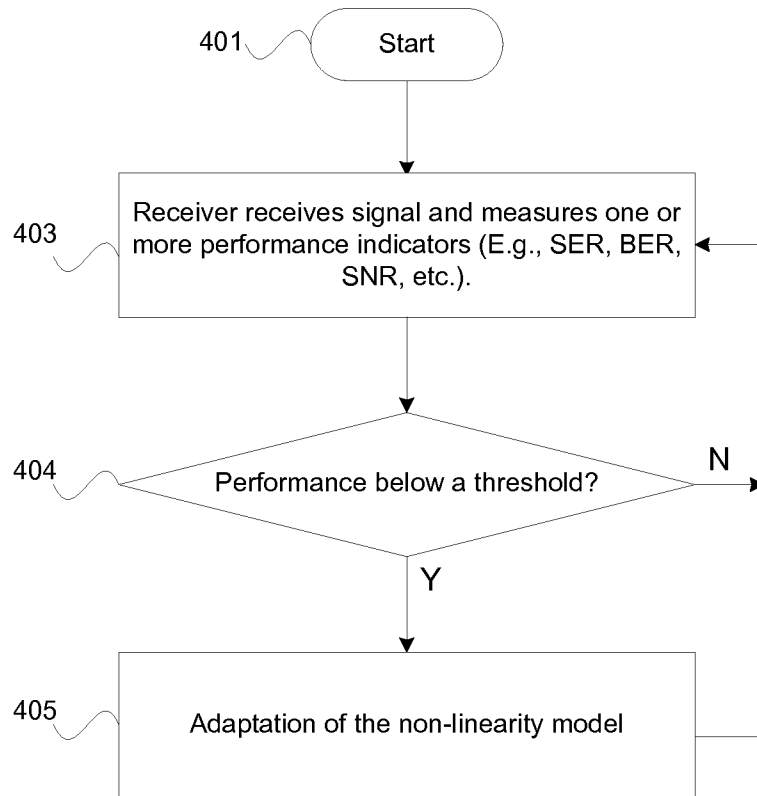 401
Start
403
Receiver receives signal and measures one or
more performance indicators (E.g., SER, BER,
SNR, etc.).
404
Performance below a threshold?
N
Y
405
Adaptation of the non-linearity model